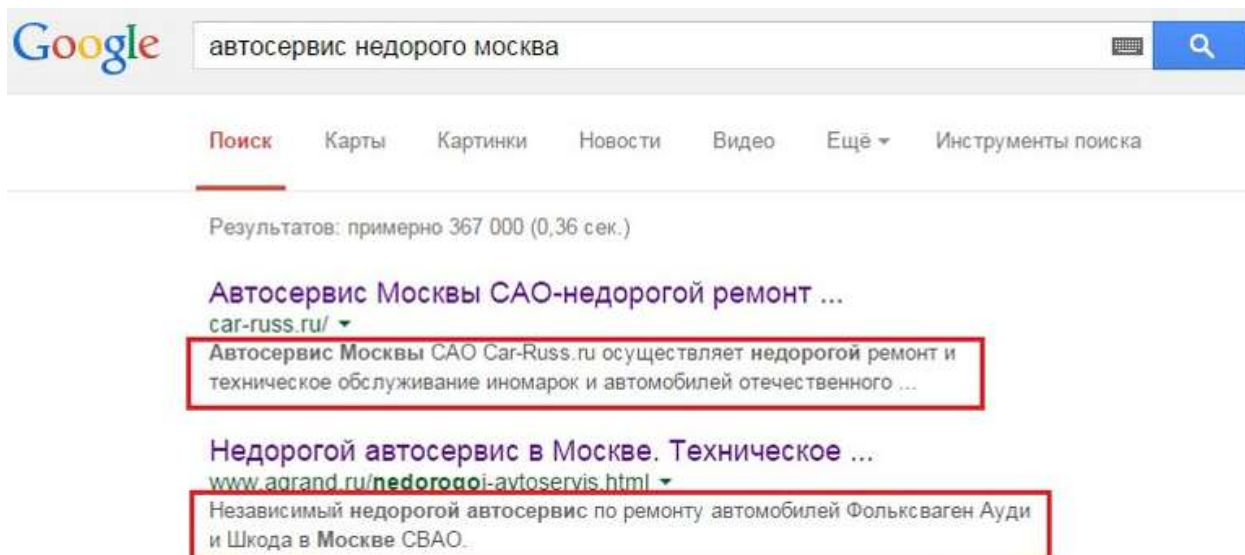 Google
автосервис недорого москва
Поиск Карты Картинки Новости Видео Ещё Инструменты поиска
Результатов: примерно 367 000 (0,36 сек.)
Автосервис Москвы САО-недорогой ремонт ...
car-russ.ru/
Автосервис Москвы САО Car-Russ.ru осуществляет недорогой ремонт и
техническое обслуживание иномарок и автомобилей отечественного ...
Недорогой автосервис в Москве. Техническое ...
www.agrand.ru/nedorogoj-avtoservis.html
Независимый недорогой автосервис по ремонту автомобилей Фольксваген Ауди
и Шкода в Москве СВАО.